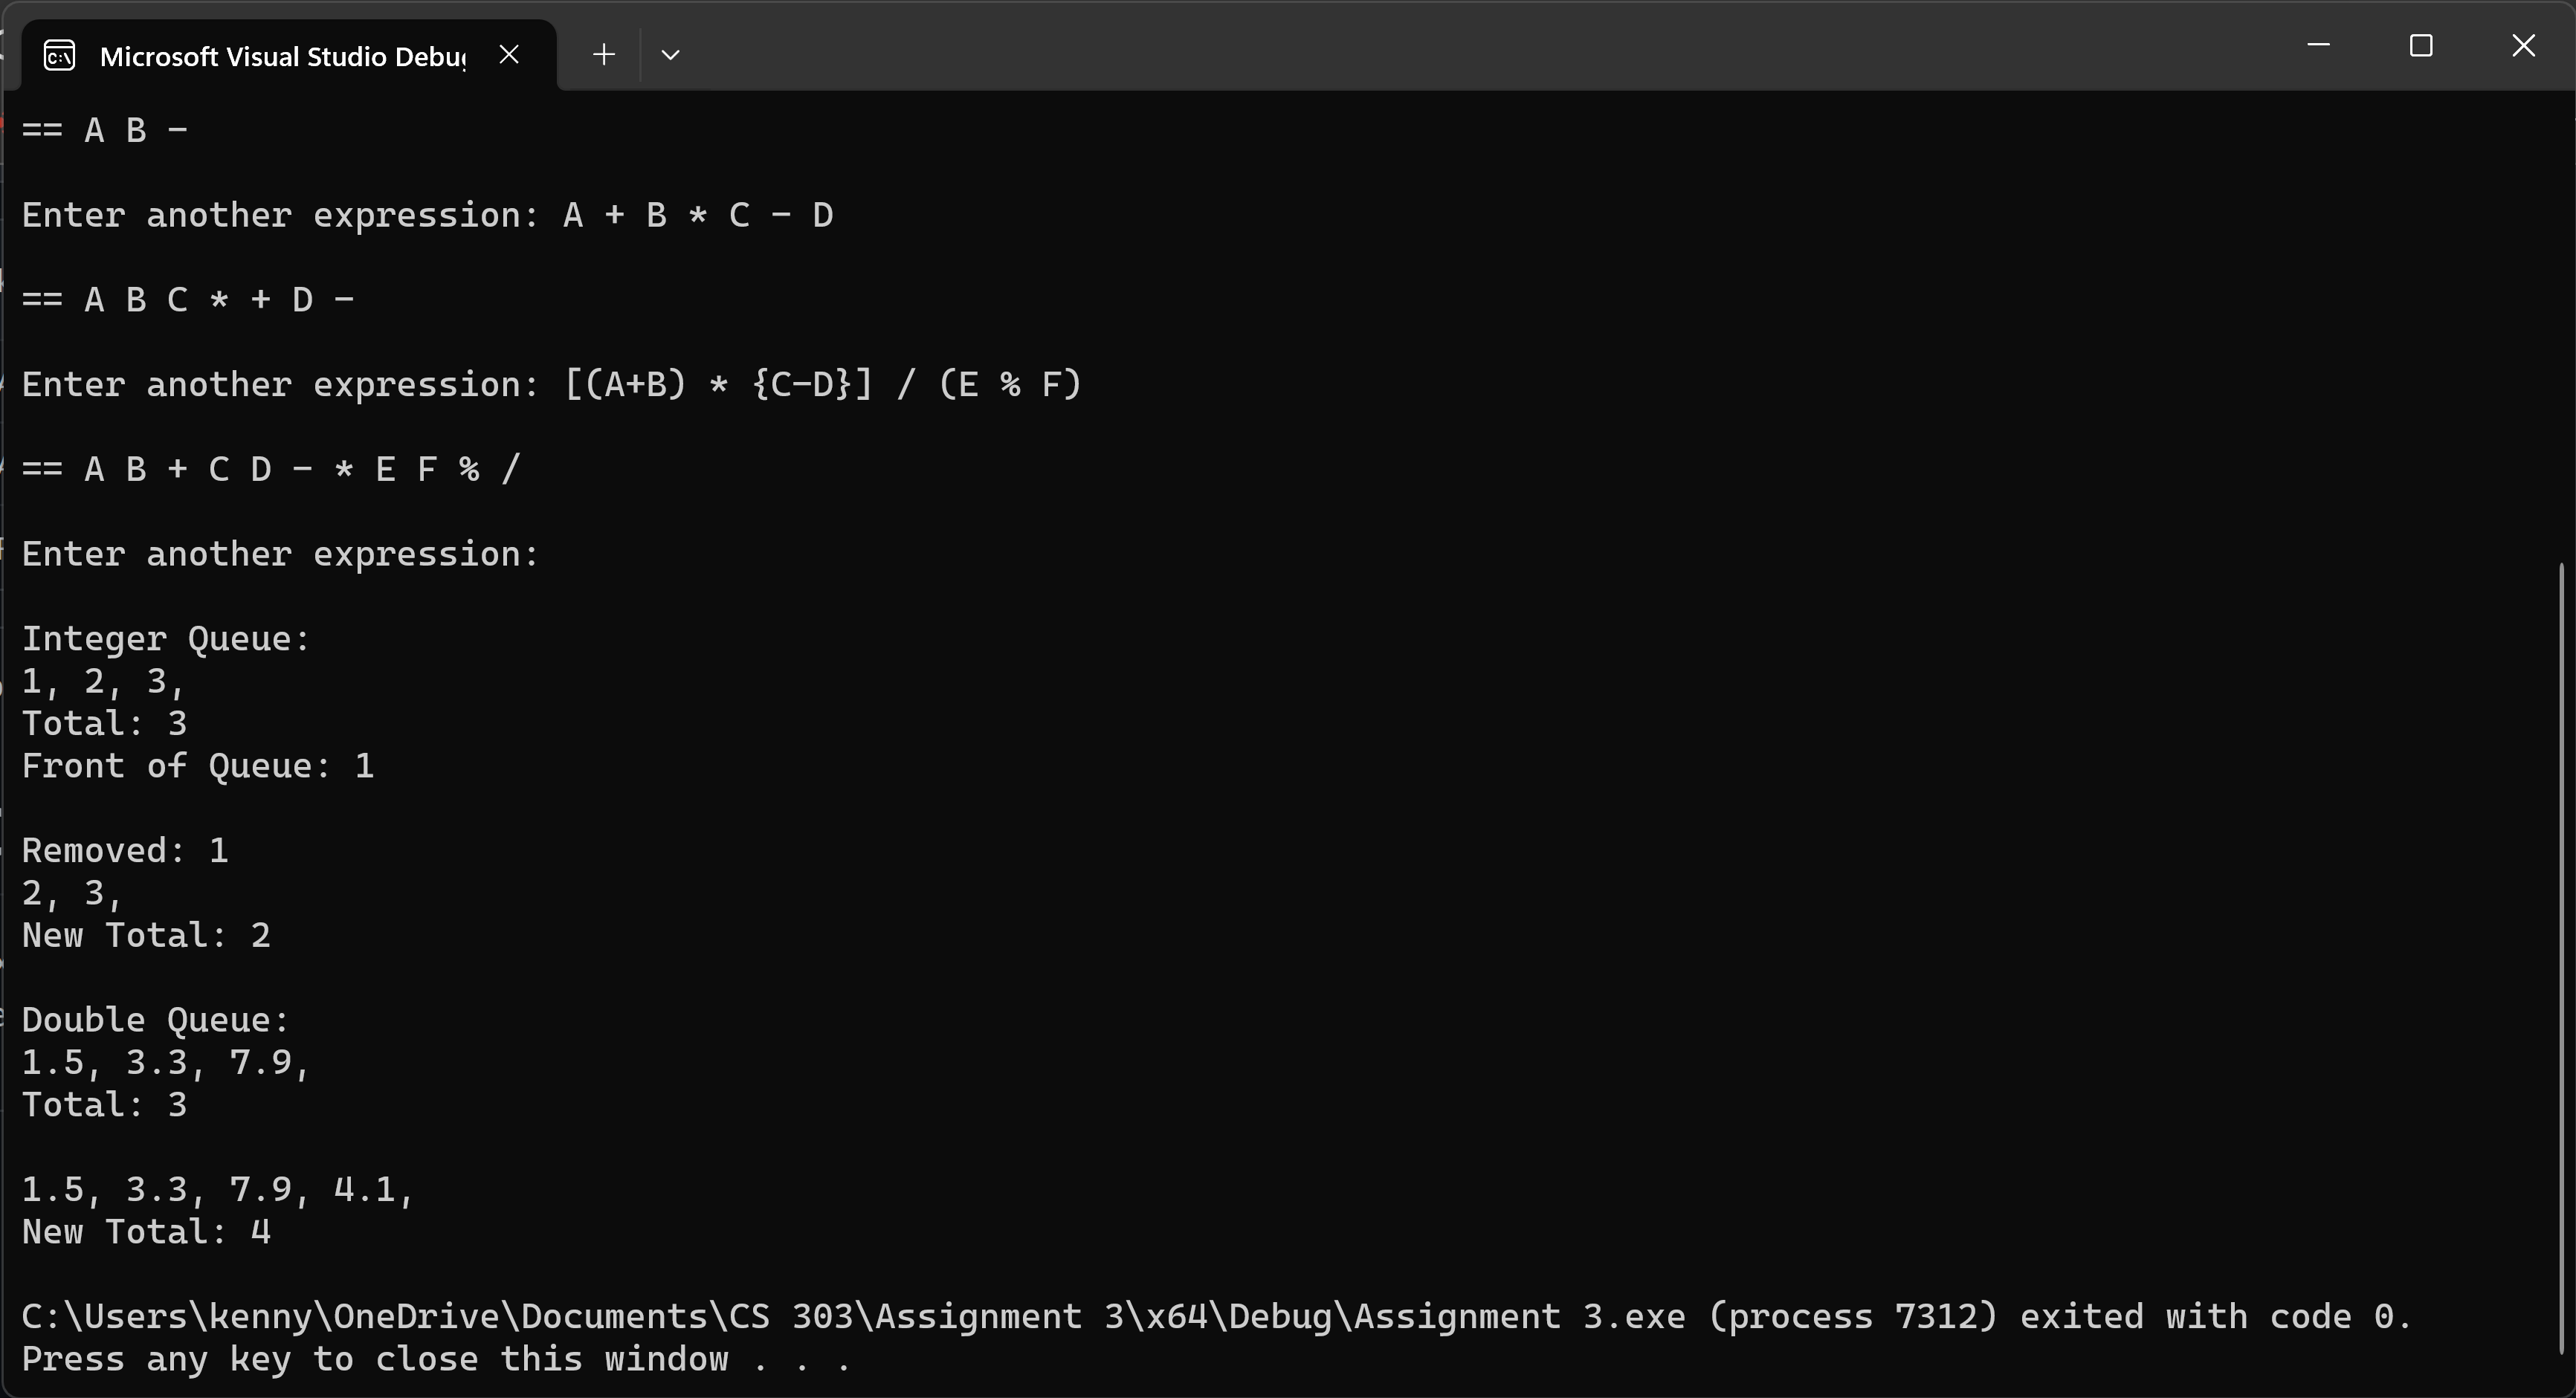 Microsoft Visual Studio Debug
== A B -
Enter another expression: A + B * C - D
== A B C * + D -
Enter another expression: [(A+B) * {C-D}] / (E % F)
== A B + C D - * E F % /
Enter another expression:
Integer Queue:
1, 2, 3,
Total: 3
Front of Queue: 1
Removed: 1
2, 3,
New Total: 2
Double Queue:
1.5, 3.3, 7.9,
Total: 3
1.5, 3.3, 7.9, 4.1,
New Total: 4
C:\Users\kenny\OneDrive\Documents\CS 303\Assignment 3\x64\Debug\Assignment 3.exe (process 7312) exited with code 0.
Press any key to close this window . . .